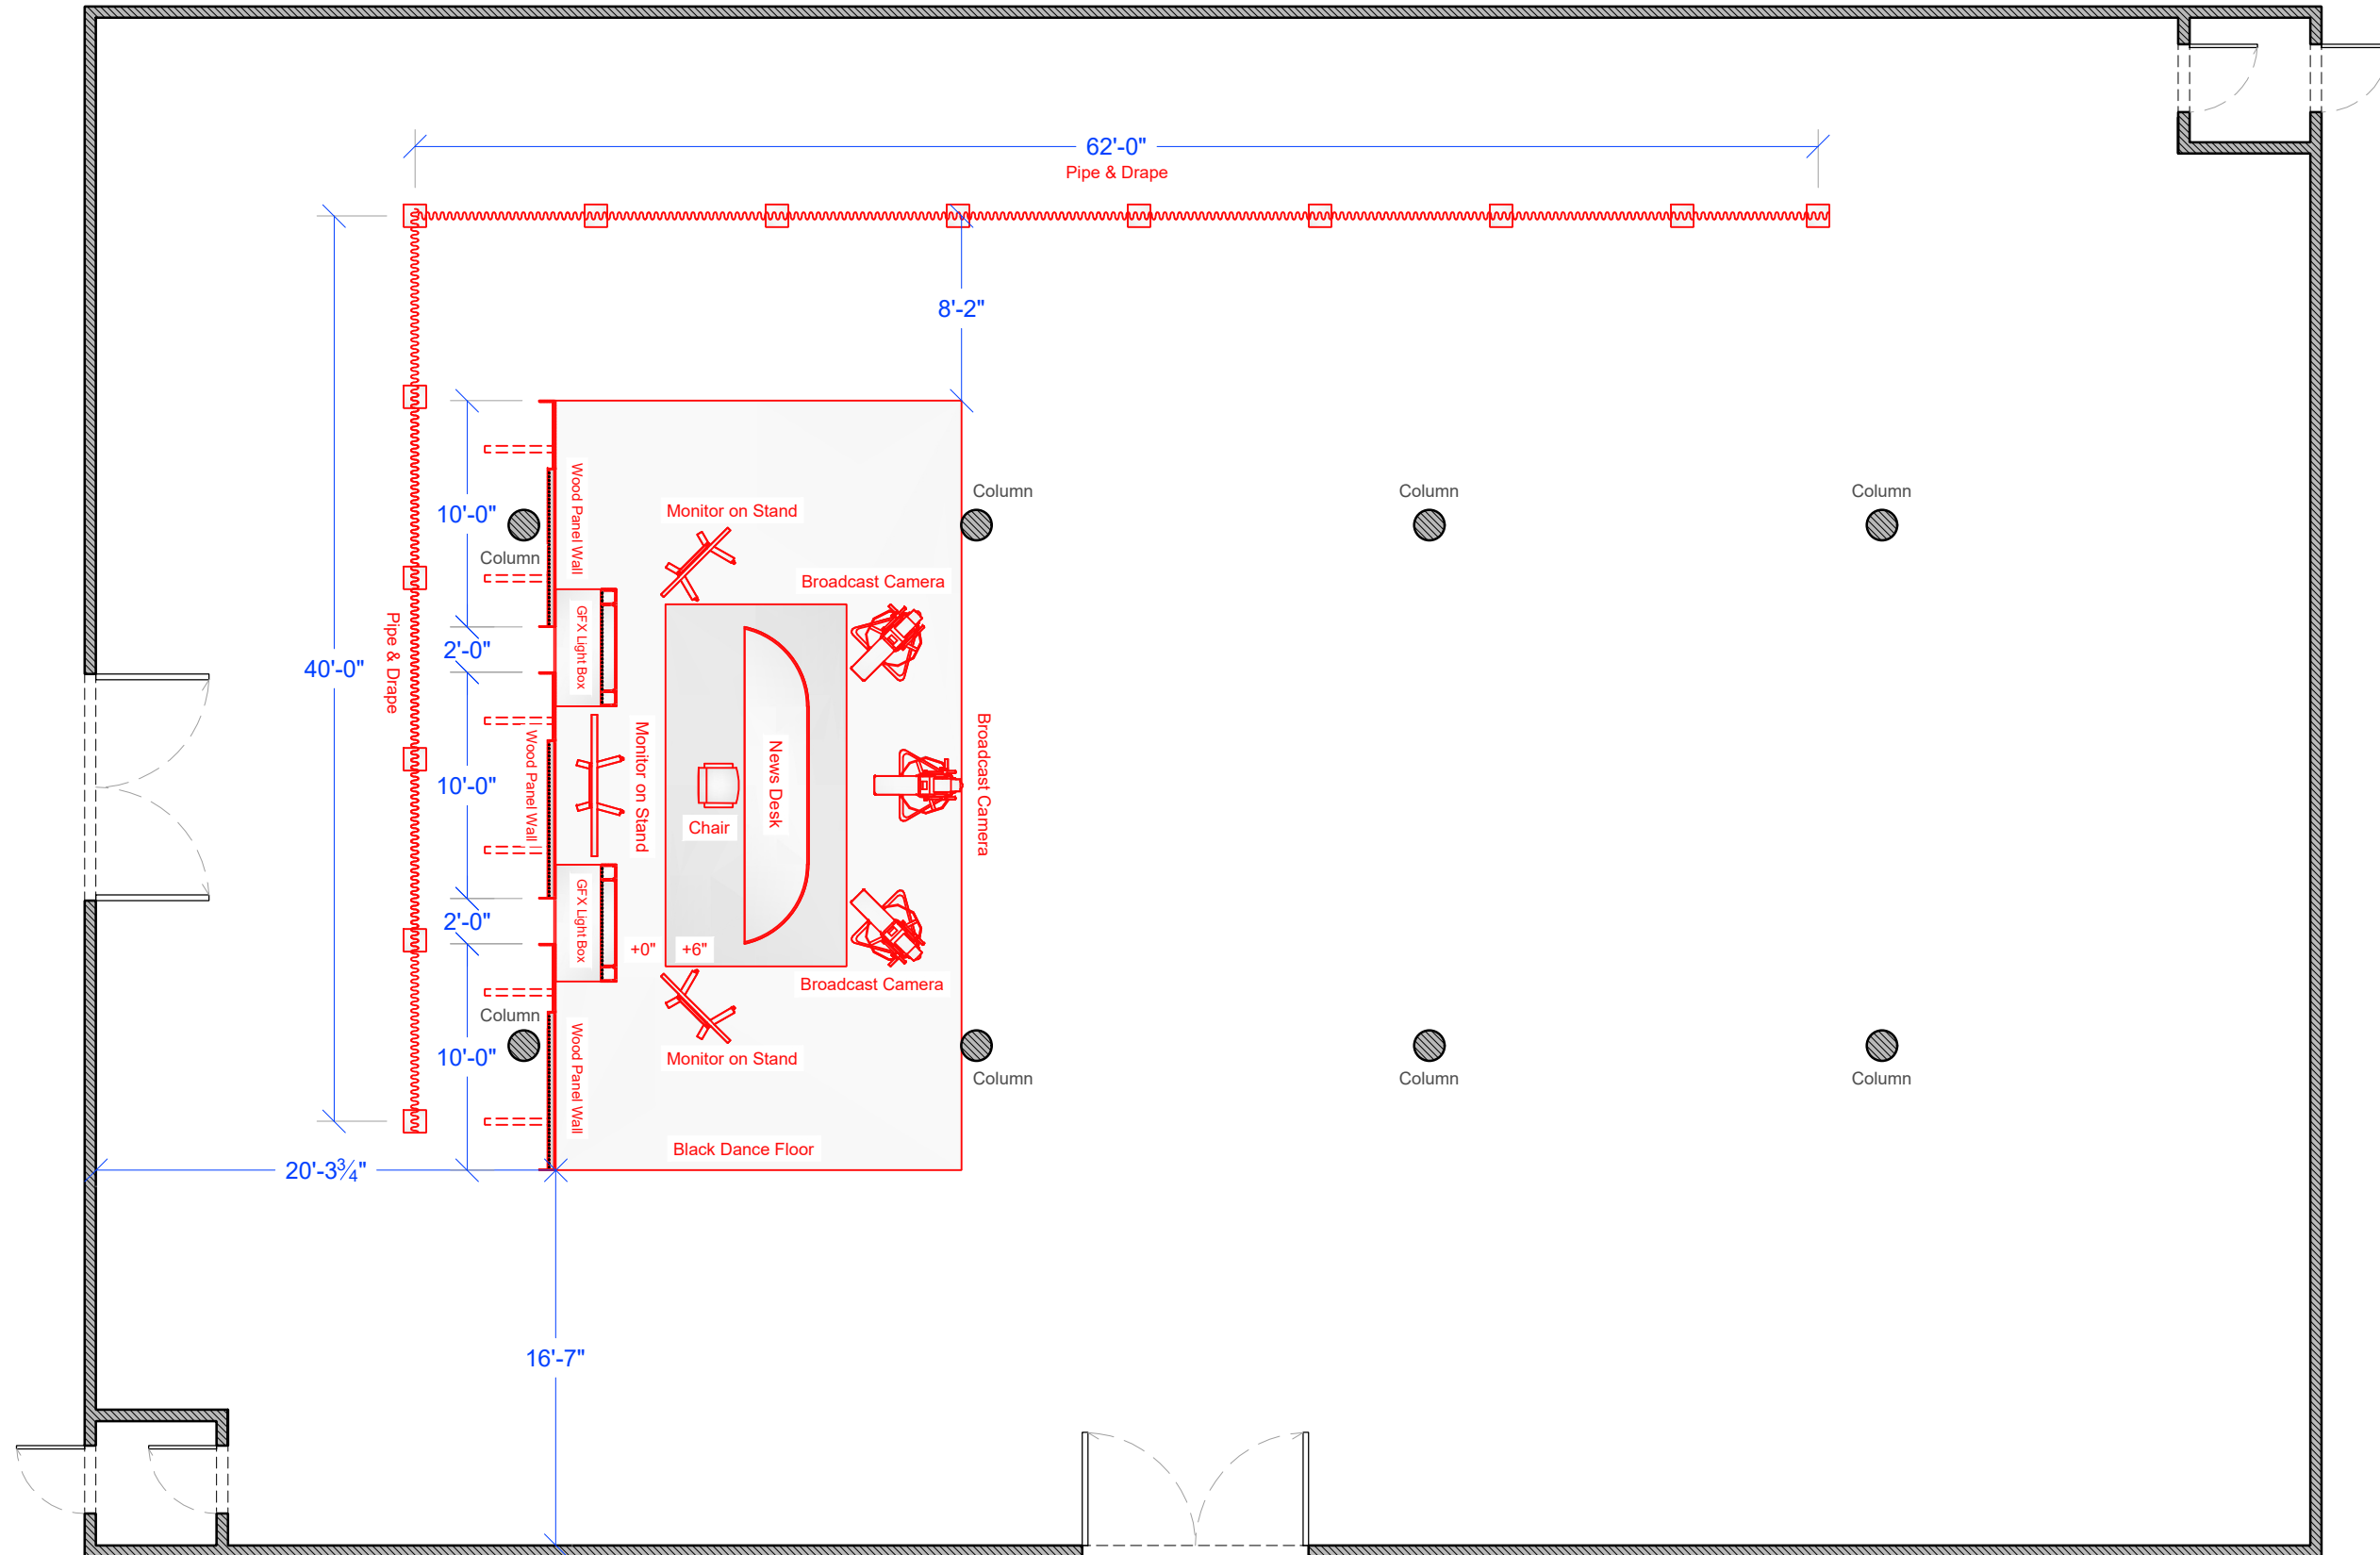 62'-0"
Pipe & Drape
8'-2"
Column
Column
Column
Wood Panel Wall
10'-0"
Monitor on Stand
Column
Broadcast Camera
GFX Light Box
Pipe & Drape
2'-0"
40'-0"
Monitor on Stand
Broadcast Camera
Wood Panel Wall
News Desk
10'-0"
Chair
GFX Light Box
2'-0"
+0"
+6"
Broadcast Camera
Column
Wood Panel Wall
10'-0"
Monitor on Stand
Column
Column
Column
Black Dance Floor
20'-3¾"
16'-7"